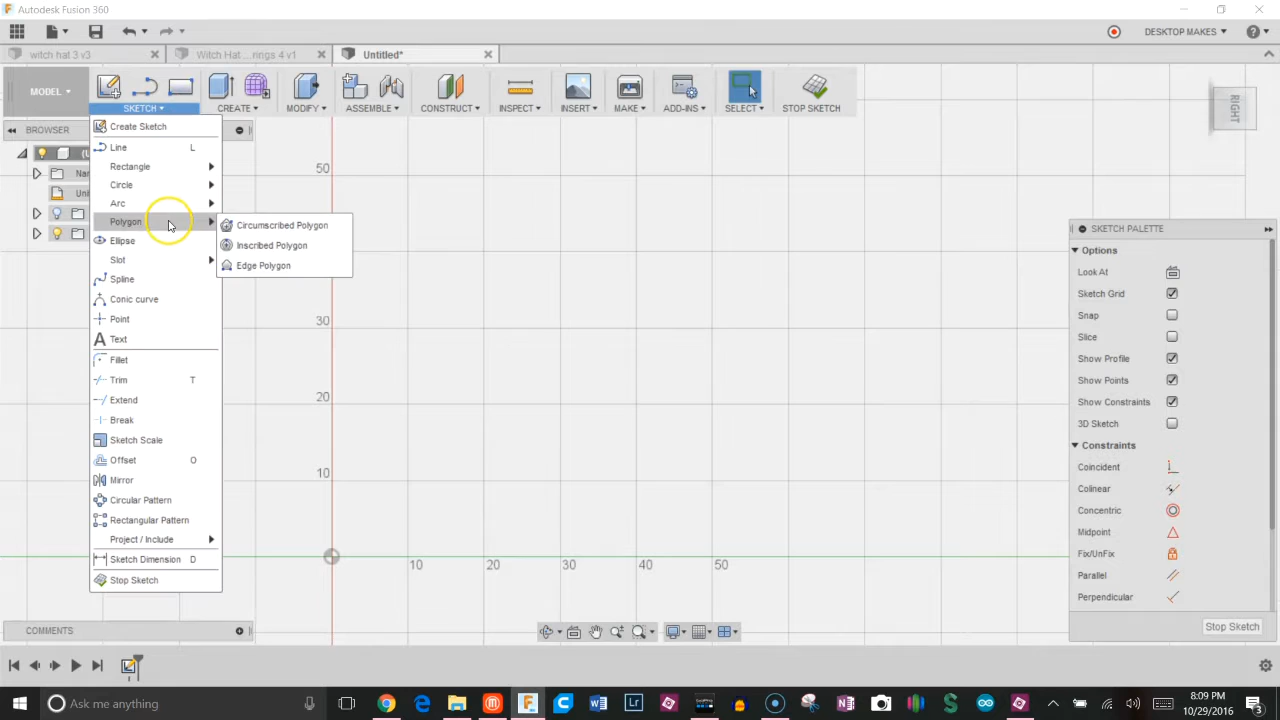 Autodesk Fusion 360
DESKTOP MAKES
witch hat 3 v3
Witch Hat ...rings 4 v1
Untitled*
MODEL
SKETCH
CREATE
MODIFY
ASSEMBLE
CONSTRUCT
INSPECT
INSERT
MAKE
ADD-INS
SELECT
STOP SKETCH
BROWSER
RIGHT
(U
Nar
Uni
Create Sketch
Line L
Rectangle
Circle
Arc
Polygon
Ellipse
Slot
Spline
Conic curve
Point
Text
Fillet
Trim T
Extend
Break
Sketch Scale
Offset O
Mirror
Circular Pattern
Rectangular Pattern
Project / Include
Sketch Dimension D
Stop Sketch
Circumscribed Polygon
Inscribed Polygon
Edge Polygon
50
30
20
10
10
20
30
40
50
SKETCH PALETTE
Options
Look At
Sketch Grid
Snap
Slice
Show Profile
Show Points
Show Constraints
3D Sketch
Constraints
Coincident
Colinear
Concentric
Midpoint
Fix/UnFix
Parallel
Perpendicular
Stop Sketch
COMMENTS
Ask me anything
8:09 PM
10/29/2016
3